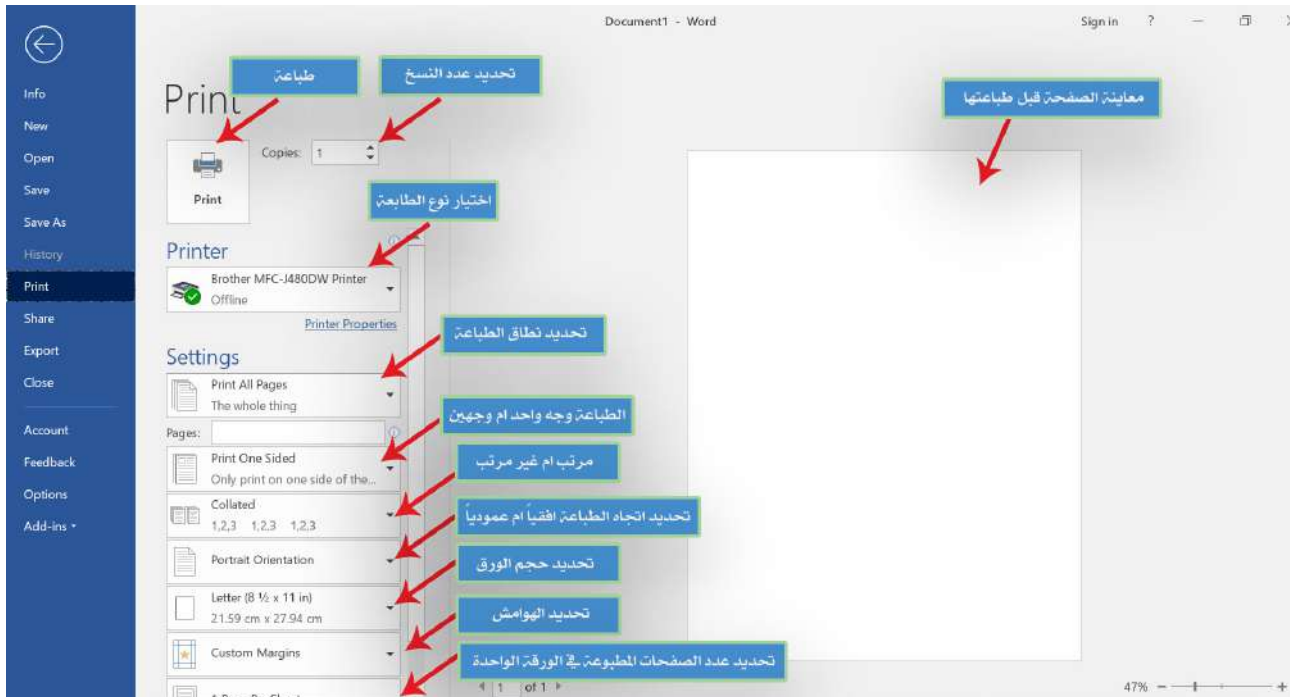 Document1 - Word
Sign in ?
Info
New
Open
Save
Save As
History
Print
Share
Export
Close
Account
Feedback
Options
Add-ins
Print
طباعة
تحديد عدد النسخ
معاينة الصفحة قبل طباعتها
Copies: 1
Print
اختيار نوع الطابعة
Printer
Brother MFC-J480DW Printer
Offline
Printer Properties
تحديد نطاق الطباعة
Settings
Print All Pages
The whole thing
الطباعة وجه واحد ام وجهين
Pages:
Print One Sided
Only print on one side of the...
مرتب ام غير مرتب
Collated
1,2,3 1,2,3 1,2,3
تحديد اتجاه الطباعة افقياً ام عمودياً
Portrait Orientation
تحديد حجم الورق
Letter (8 ½ x 11 in)
21.59 cm x 27.94 cm
تحديد الهوامش
Custom Margins
تحديد عدد الصفحات المطبوعة في الورقة الواحدة
1 of 1
47%